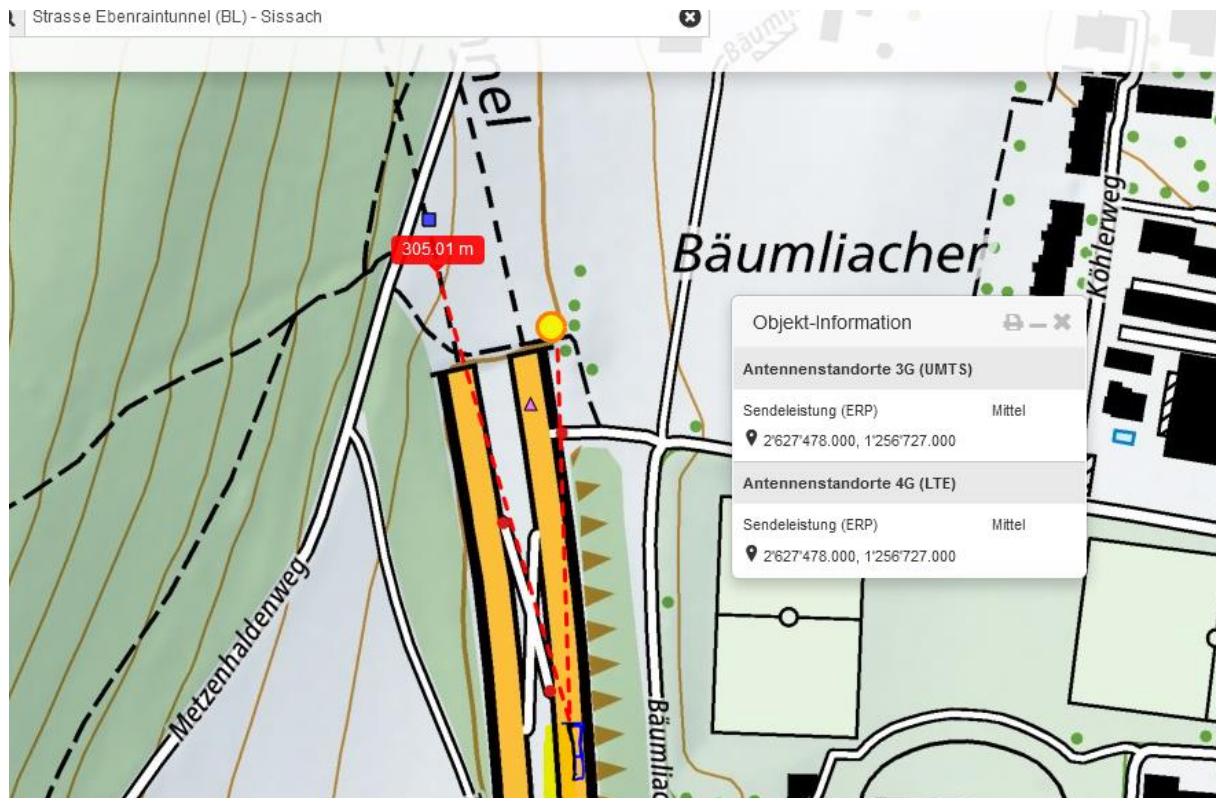 Strasse Ebenraintunnel (BL) - Sissach
Bäumli
nnel
305.01 m
Bäumliacher
Köhlerweg
Objekt-Information
Antennenstandorte 3G (UMTS)
Sendeleistung (ERP) Mittel
2'627'478.000, 1'256'727.000
Antennenstandorte 4G (LTE)
Sendeleistung (ERP) Mittel
2'627'478.000, 1'256'727.000
Metzenhaldenweg
Bäumliac